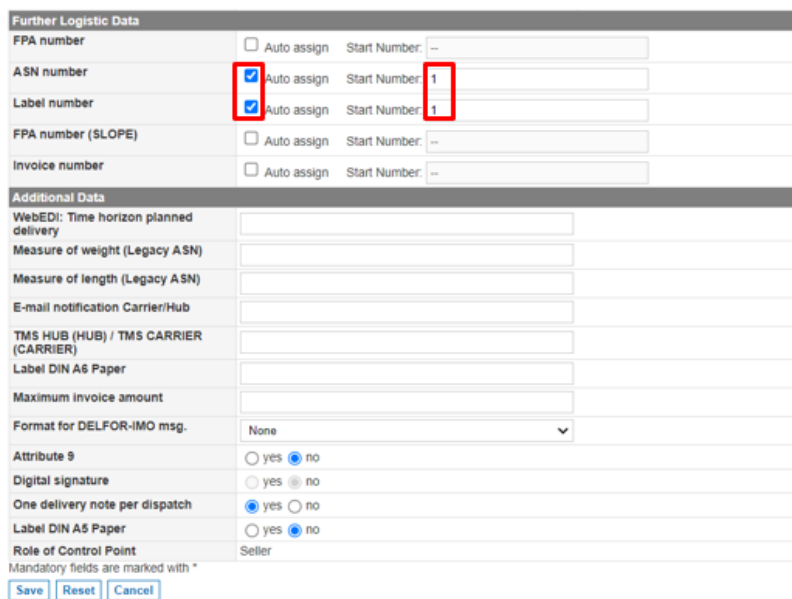 Further Logistic Data
FPA number Auto assign Start Number: --
ASN number Auto assign Start Number: 1
Label number Auto assign Start Number: 1
FPA number (SLOPE) Auto assign Start Number: --
Invoice number Auto assign Start Number: --
Additional Data
WebEDI: Time horizon planned
delivery
Measure of weight (Legacy ASN)
Measure of length (Legacy ASN)
E-mail notification Carrier/Hub
TMS HUB (HUB) / TMS CARRIER
(CARRIER)
Label DIN A6 Paper
Maximum invoice amount
Format for DELFOR-IMO msg. None
Attribute 9 yes no
Digital signature yes no
One delivery note per dispatch yes no
Label DIN A5 Paper yes no
Role of Control Point Seller
Mandatory fields are marked with *
Save Reset Cancel